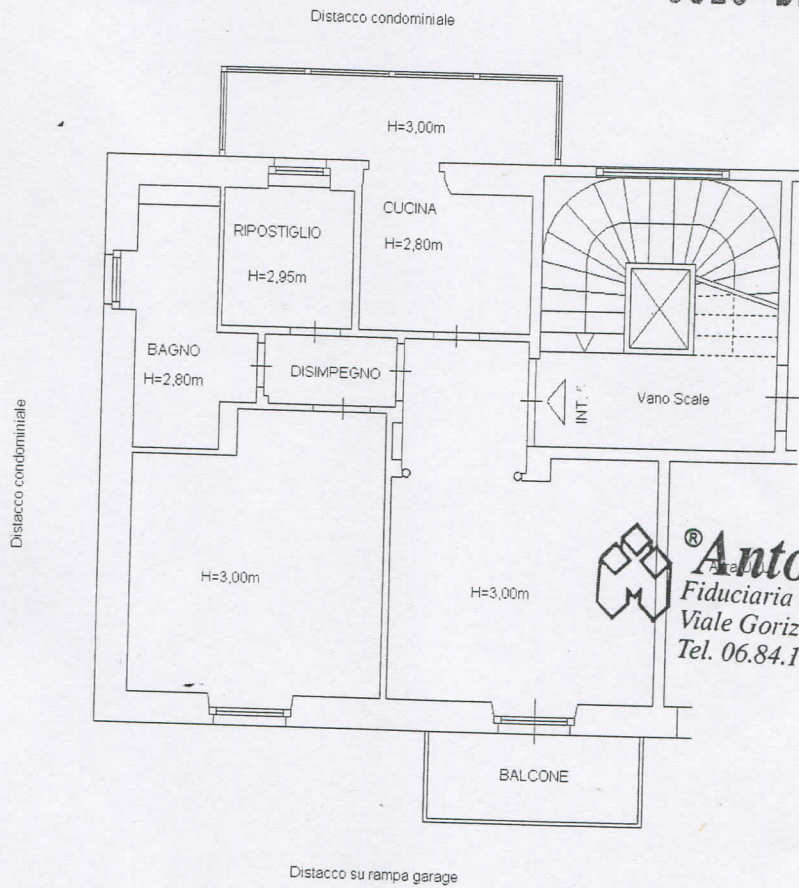 Distacco condominiale
H=3,00m
CUCINA
H=2,80m
RIPOSTIGLIO
H=2,95m
BAGNO
H=2,80m
DISIMPEGNO
INT.
Vano Scale
Distacco condominiale
H=3,00m
H=3,00m
®Anto
Fiduciaria
Viale Goriz
Tel. 06.84.1
BALCONE
Distacco su rampa garage